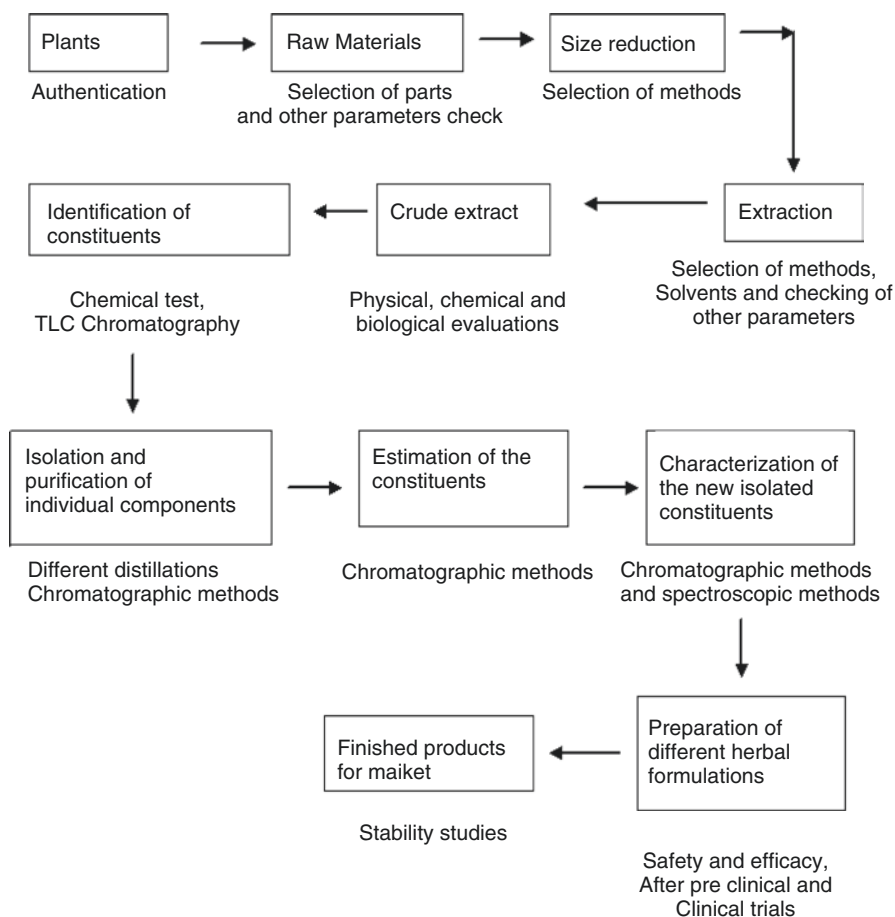 Plants
Authentication
Raw Materials
Selection of parts
and other parameters check
Size reduction
Selection of methods
Extraction
Selection of methods,
Solvents and checking of
other parameters
Crude extract
Physical, chemical and
biological evaluations
Identification of
constituents
Chemical test,
TLC Chromatography
Isolation and
purification of
individual components
Different distillations
Chromatographic methods
Estimation of the
constituents
Chromatographic methods
Characterization of
the new isolated
constituents
Chromatographic methods
and spectroscopic methods
Preparation of
different herbal
formulations
Safety and efficacy,
After pre clinical and
Clinical trials
Finished products
for maiket
Stability studies